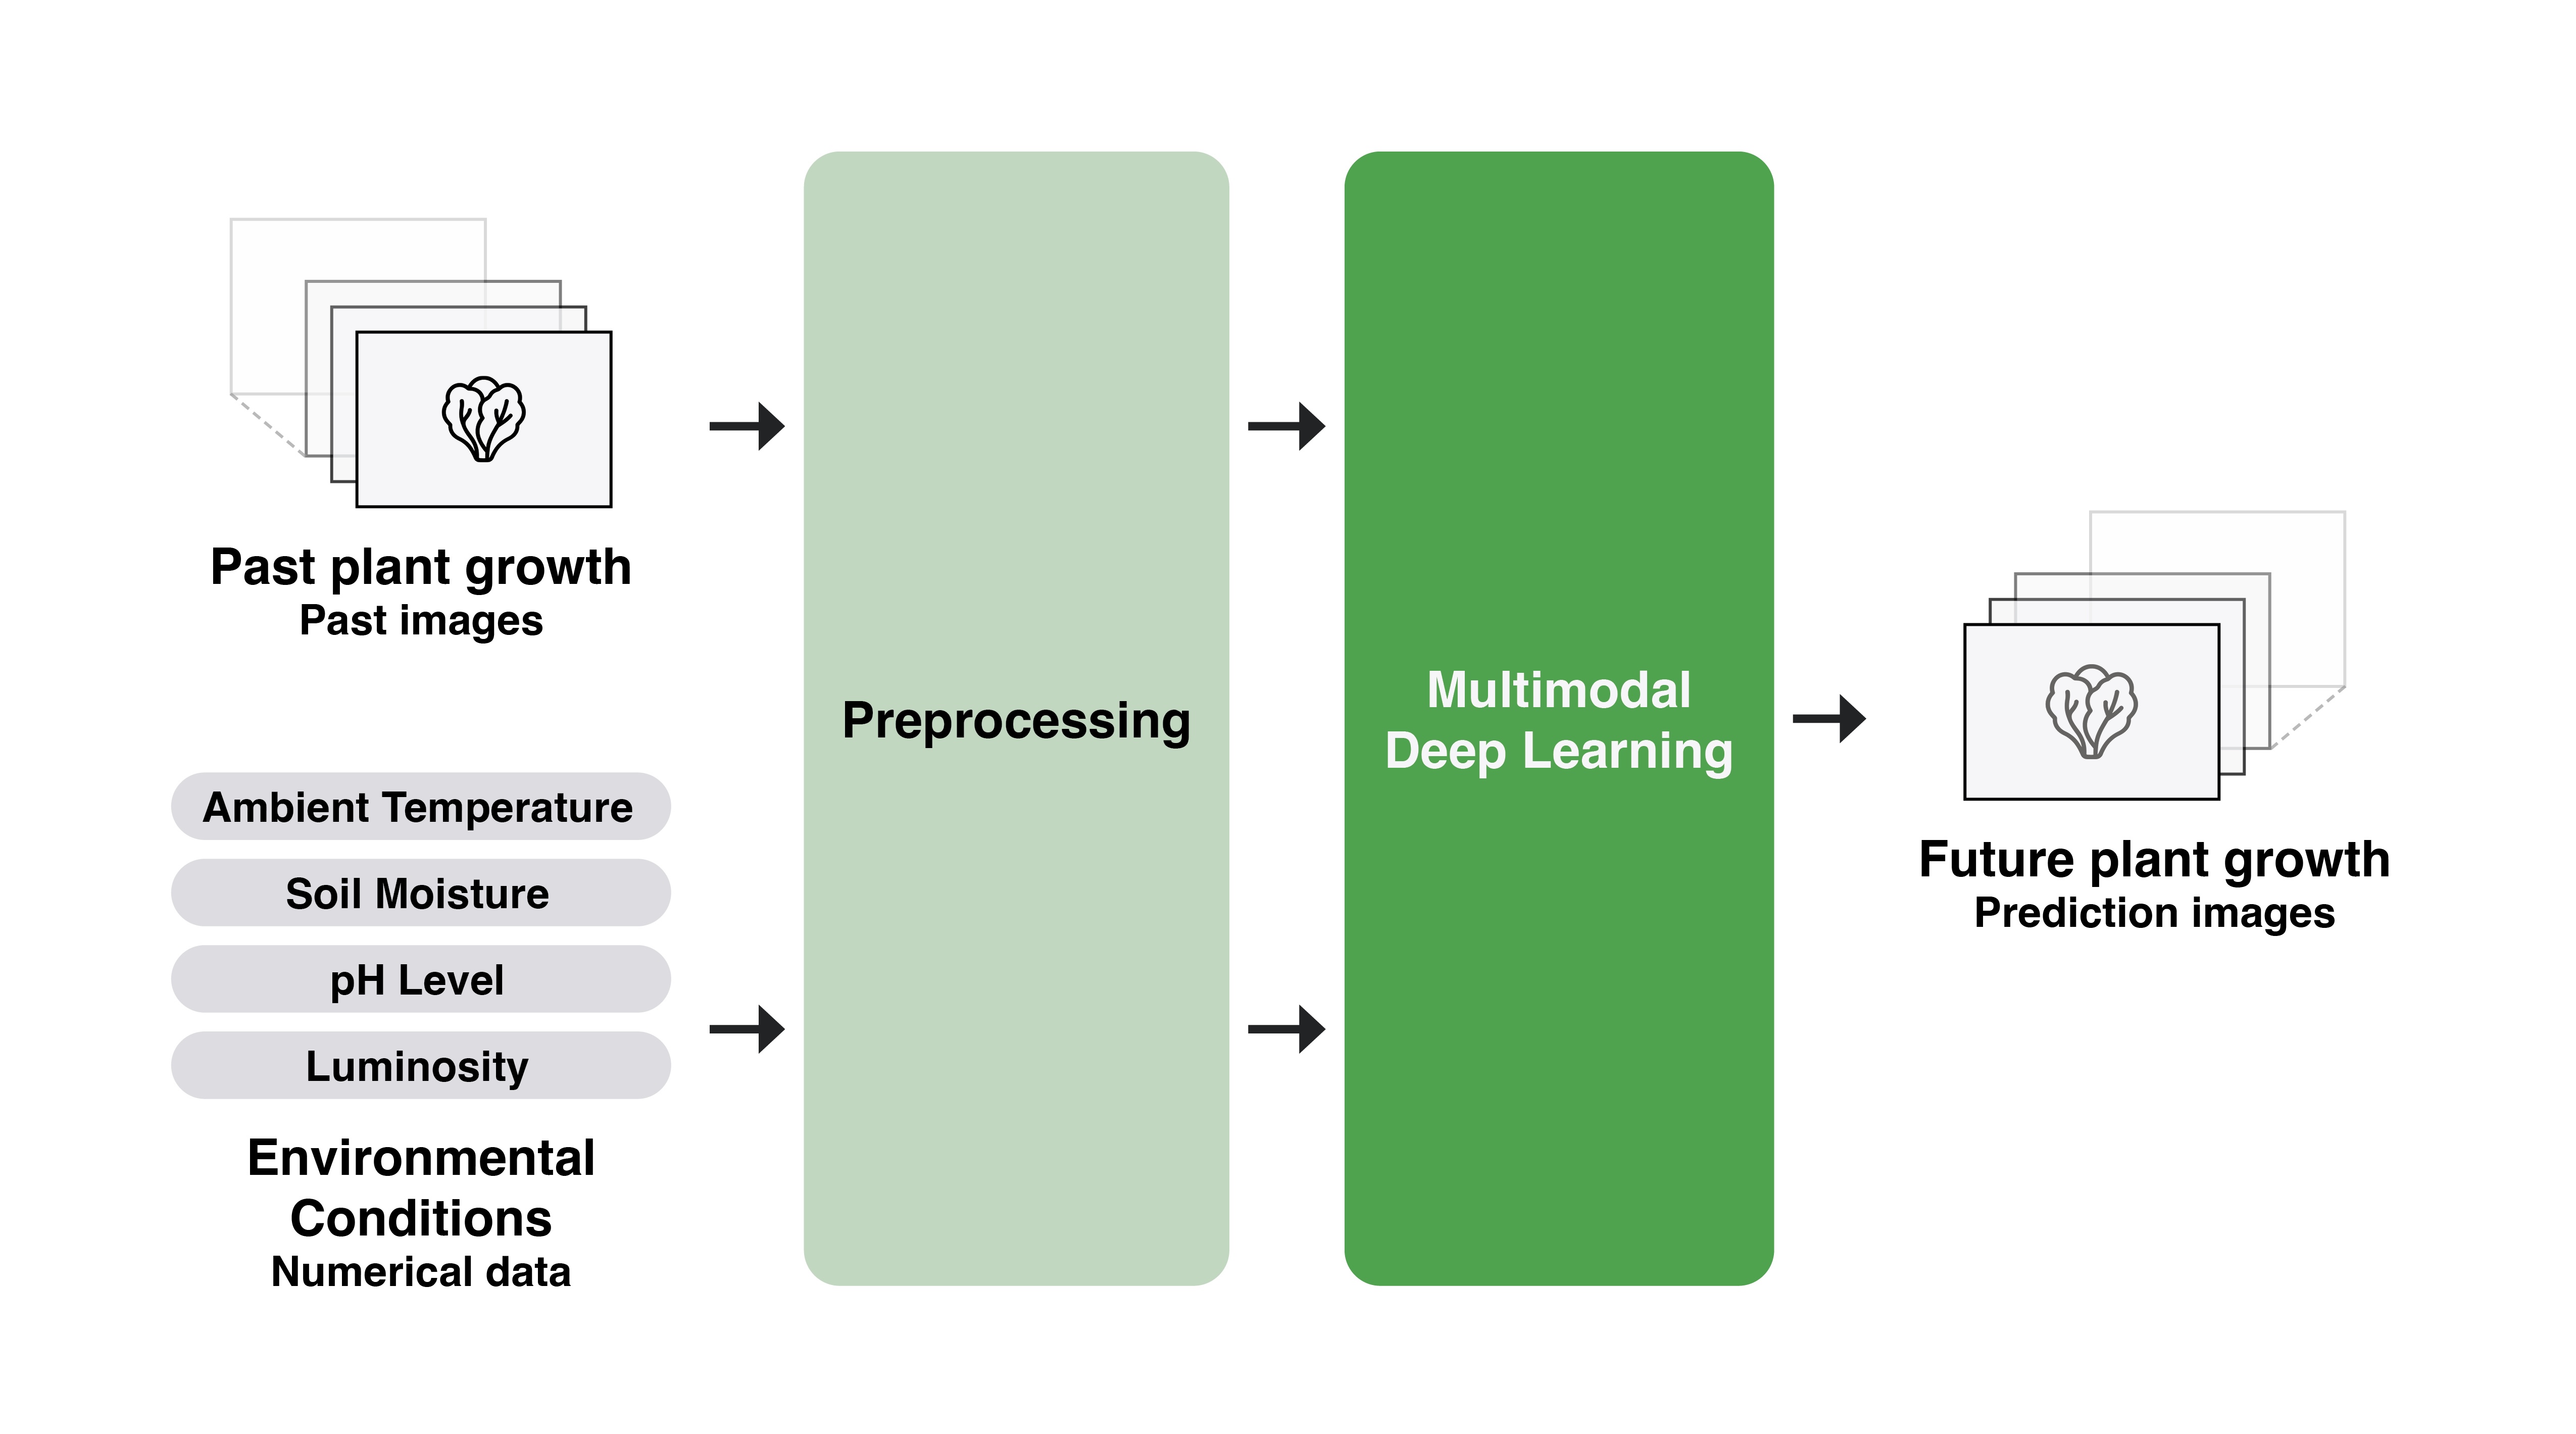 Past plant growth
Past images
Ambient Temperature
Soil Moisture
pH Level
Luminosity
Environmental
Conditions
Numerical data
Preprocessing
Multimodal
Deep Learning
Future plant growth
Prediction images